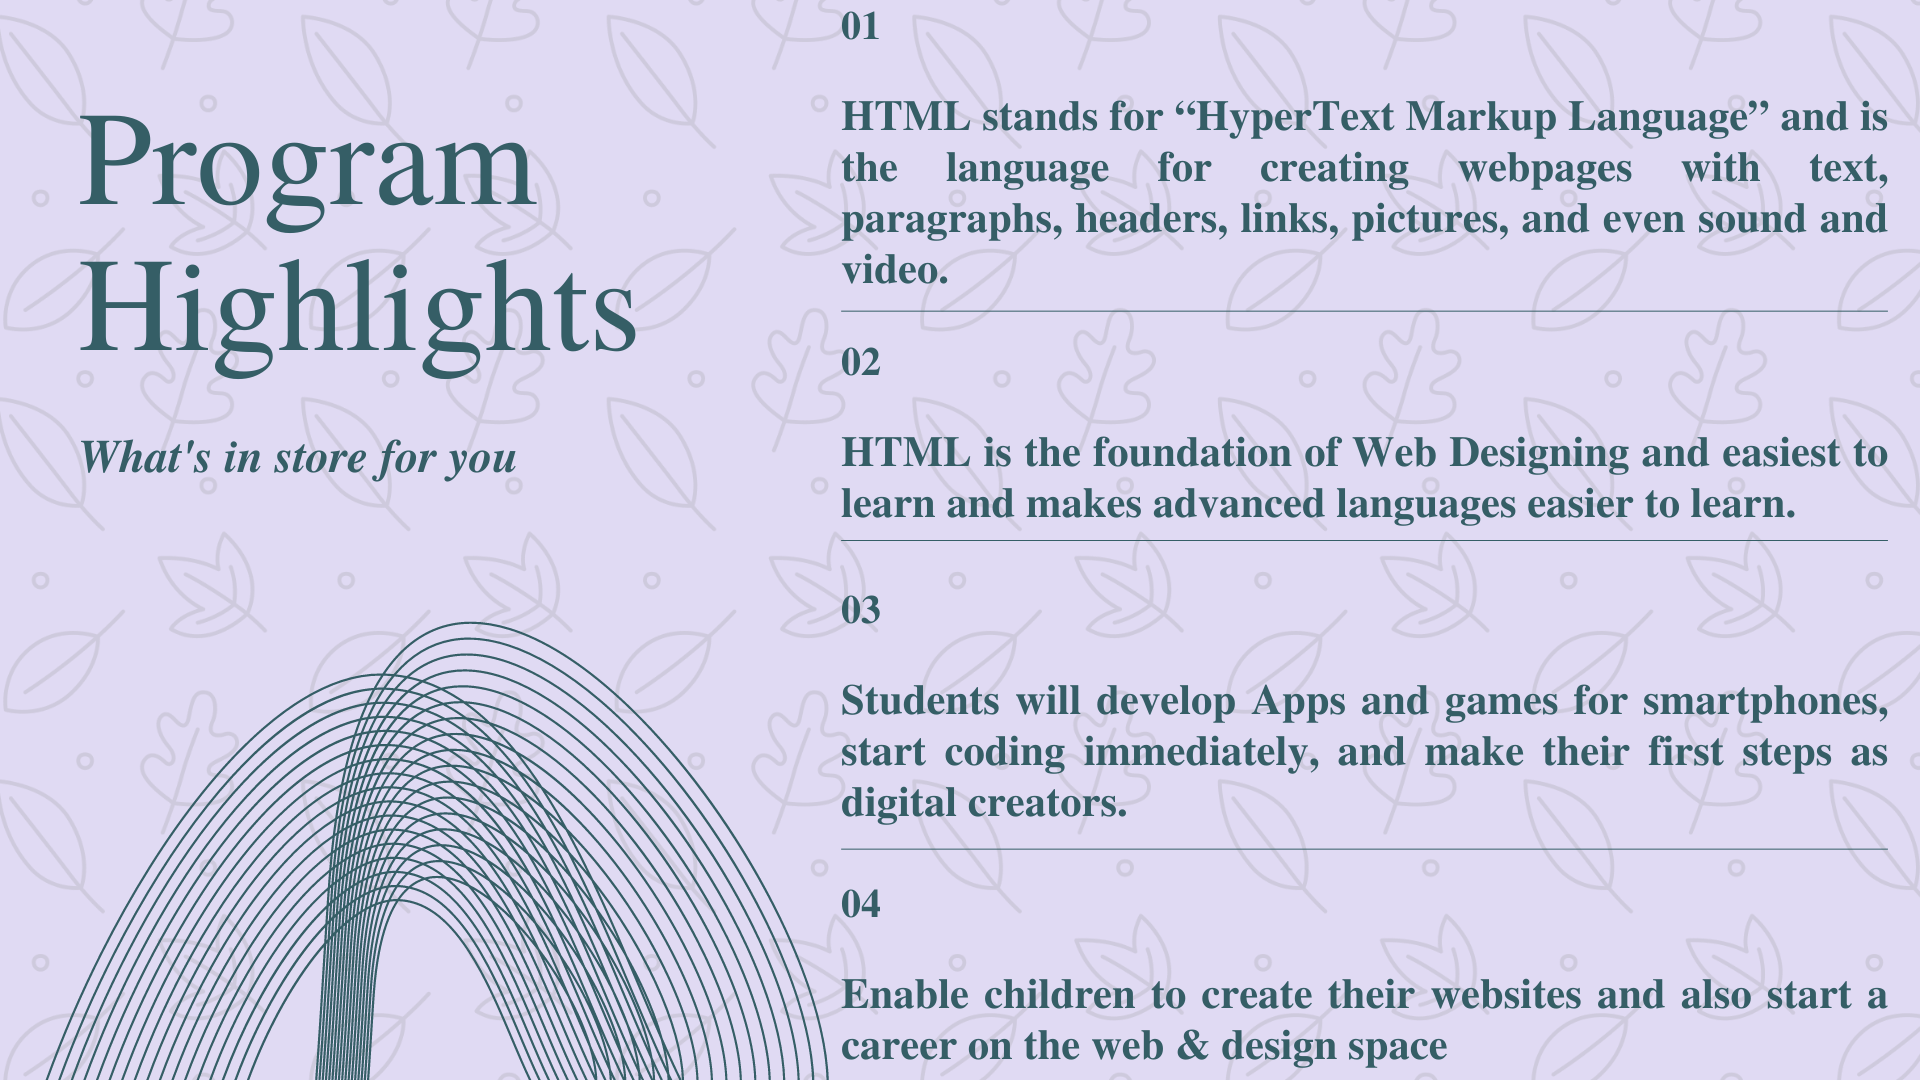 Program
Highlights
What's in store for you
01
HTML stands for “HyperText Markup Language” and is
the language for creating webpages with text,
paragraphs, headers, links, pictures, and even sound and
video.
02
HTML is the foundation of Web Designing and easiest to
learn and makes advanced languages easier to learn.
03
Students will develop Apps and games for smartphones,
start coding immediately, and make their first steps as
digital creators.
04
Enable children to create their websites and also start a
career on the web & design space